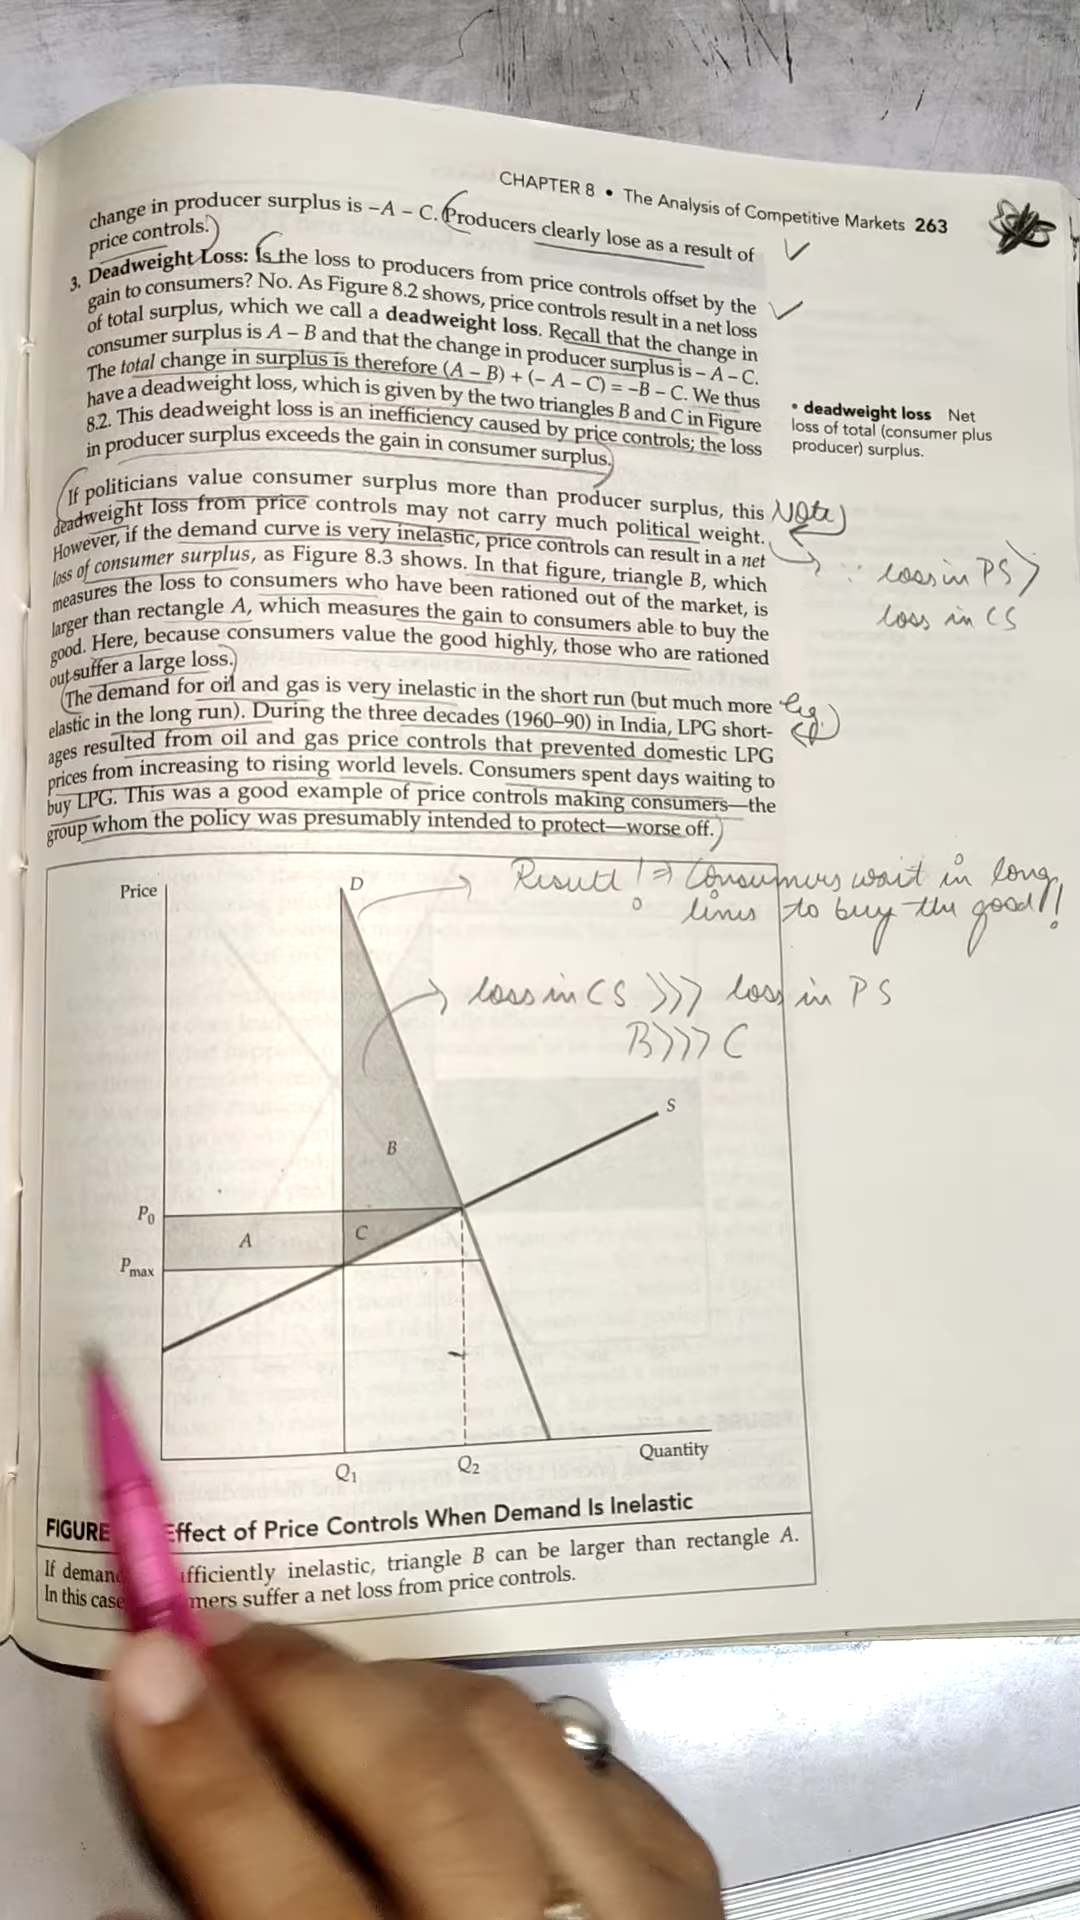 CHAPTER 8 • The Analysis of Competitive Markets 263
change in producer surplus is –A – C. Producers clearly lose as a result of
price controls.
3. Deadweight Loss: Is the loss to producers from price controls offset by the
gain to consumers? No. As Figure 8.2 shows, price controls result in a net loss
of total surplus, which we call a deadweight loss. Recall that the change in
consumer surplus is A – B and that the change in producer surplus is – A – C.
The total change in surplus is therefore (A – B) + (– A – C) = –B – C. We thus
have a deadweight loss, which is given by the two triangles B and C in Figure
8.2. This deadweight loss is an inefficiency caused by price controls; the loss
in producer surplus exceeds the gain in consumer surplus.
• deadweight loss Net
loss of total (consumer plus
producer) surplus.
If politicians value consumer surplus more than producer surplus, this
deadweight loss from price controls may not carry much political weight.
However, if the demand curve is very inelastic, price controls can result in a net
loss of consumer surplus, as Figure 8.3 shows. In that figure, triangle B, which
measures the loss to consumers who have been rationed out of the market, is
larger than rectangle A, which measures the gain to consumers able to buy the
good. Here, because consumers value the good highly, those who are rationed
out suffer a large loss.
Note
∵ loss in PS >
loss in CS
The demand for oil and gas is very inelastic in the short run (but much more
elastic in the long run). During the three decades (1960–90) in India, LPG short-
ages resulted from oil and gas price controls that prevented domestic LPG
prices from increasing to rising world levels. Consumers spent days waiting to
buy LPG. This was a good example of price controls making consumers—the
group whom the policy was presumably intended to protect—worse off.
eg.
Result! ⇒ Consumers wait in long
lines to buy the good!!
Price
D
loss in CS >>> loss in PS
B >>> C
S
B
P0
A
C
Pmax
Q1
Q2
Quantity
FIGURE Effect of Price Controls When Demand Is Inelastic
If demand sufficiently inelastic, triangle B can be larger than rectangle A.
In this case mers suffer a net loss from price controls.